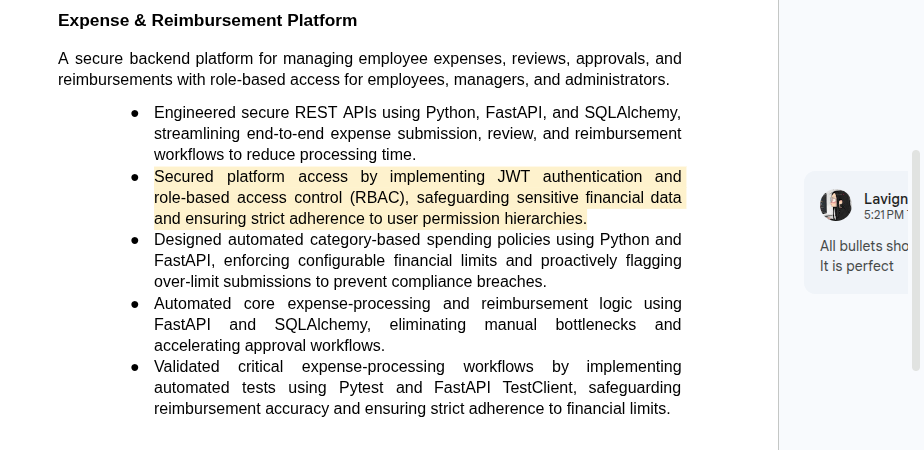 Expense & Reimbursement Platform
A secure backend platform for managing employee expenses, reviews, approvals, and
reimbursements with role-based access for employees, managers, and administrators.
● Engineered secure REST APIs using Python, FastAPI, and SQLAlchemy,
streamlining end-to-end expense submission, review, and reimbursement
workflows to reduce processing time.
● Secured platform access by implementing JWT authentication and
role-based access control (RBAC), safeguarding sensitive financial data
and ensuring strict adherence to user permission hierarchies.
● Designed automated category-based spending policies using Python and
FastAPI, enforcing configurable financial limits and proactively flagging
over-limit submissions to prevent compliance breaches.
● Automated core expense-processing and reimbursement logic using
FastAPI and SQLAlchemy, eliminating manual bottlenecks and
accelerating approval workflows.
● Validated critical expense-processing workflows by implementing
automated tests using Pytest and FastAPI TestClient, safeguarding
reimbursement accuracy and ensuring strict adherence to financial limits.
Lavign
5:21 PM
All bullets sho
It is perfect